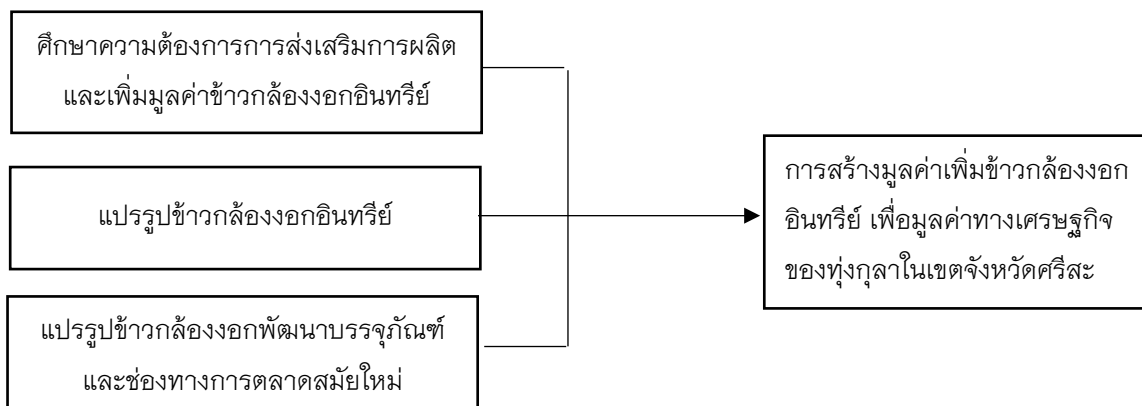 ศึกษาความต้องการการส่งเสริมการผลิต
และเพิ่มมูลค่าข้าวกล้องงอกอินทรีย์
แปรรูปข้าวกล้องงอกอินทรีย์
แปรรูปข้าวกล้องงอกพัฒนาบรรจุภัณฑ์
และช่องทางการตลาดสมัยใหม่
การสร้างมูลค่าเพิ่มข้าวกล้องงอก
อินทรีย์ เพื่อมูลค่าทางเศรษฐกิจ
ของทุ่งกุลาในเขตจังหวัดศรีสะ